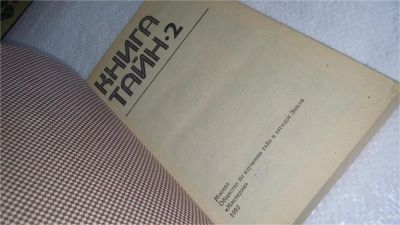 КНИГА
ТАЙН·2
Москва
Общество по изучению тайн и загадок Земли
«Мистерия»
1992